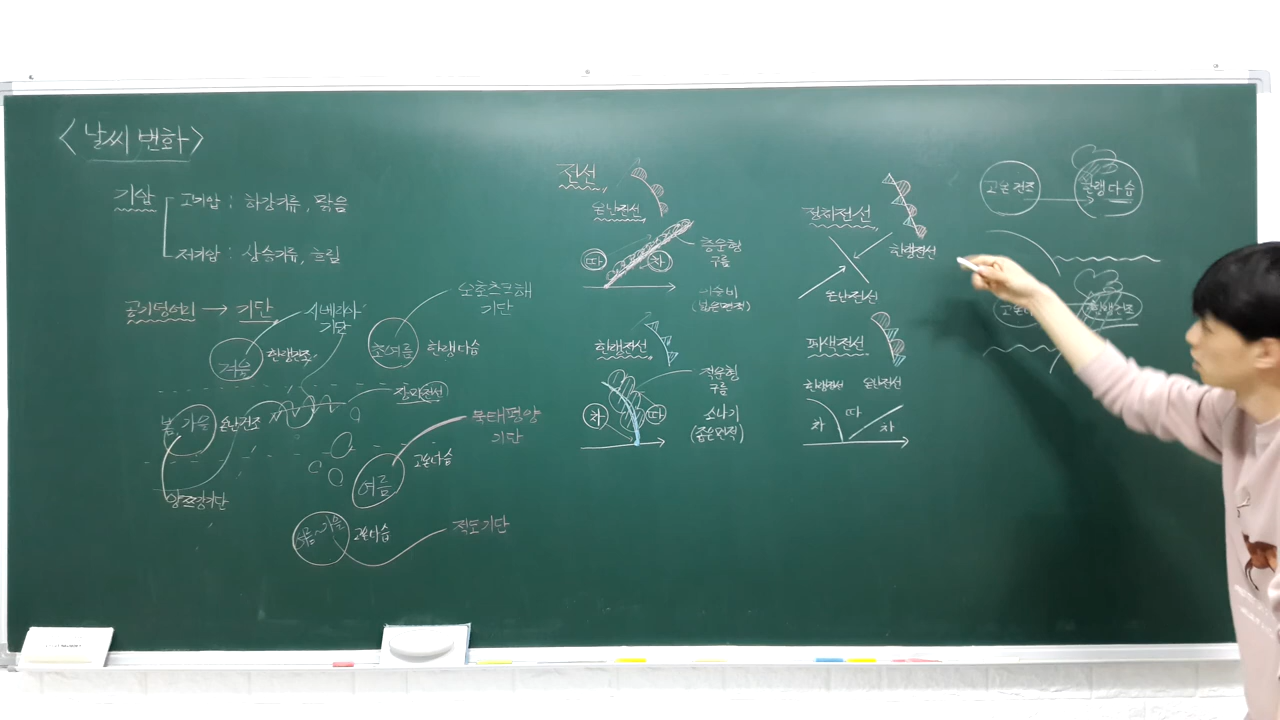 <날씨 변화>
기압
고기압 : 하강기류, 맑음
저기압 : 상승기류, 흐림
공기덩어리 → 기단
시베리아
기단
겨울
한랭건조
오호츠크해
기단
초여름
한랭다습
장마전선
봄 가을
온난건조
양쯔강기단
북태평양
기단
여름
고온다습
여름~가을
고온다습
적도기단
전선
온난전선
따
차
층운형
구름
이슬비
(넓은면적)
한랭전선
차
따
적운형
구름
소나기
(좁은면적)
정체전선
한랭전선
온난전선
폐색전선
한랭전선
온난전선
차
따
차
고온건조
한랭다습
한랭건조